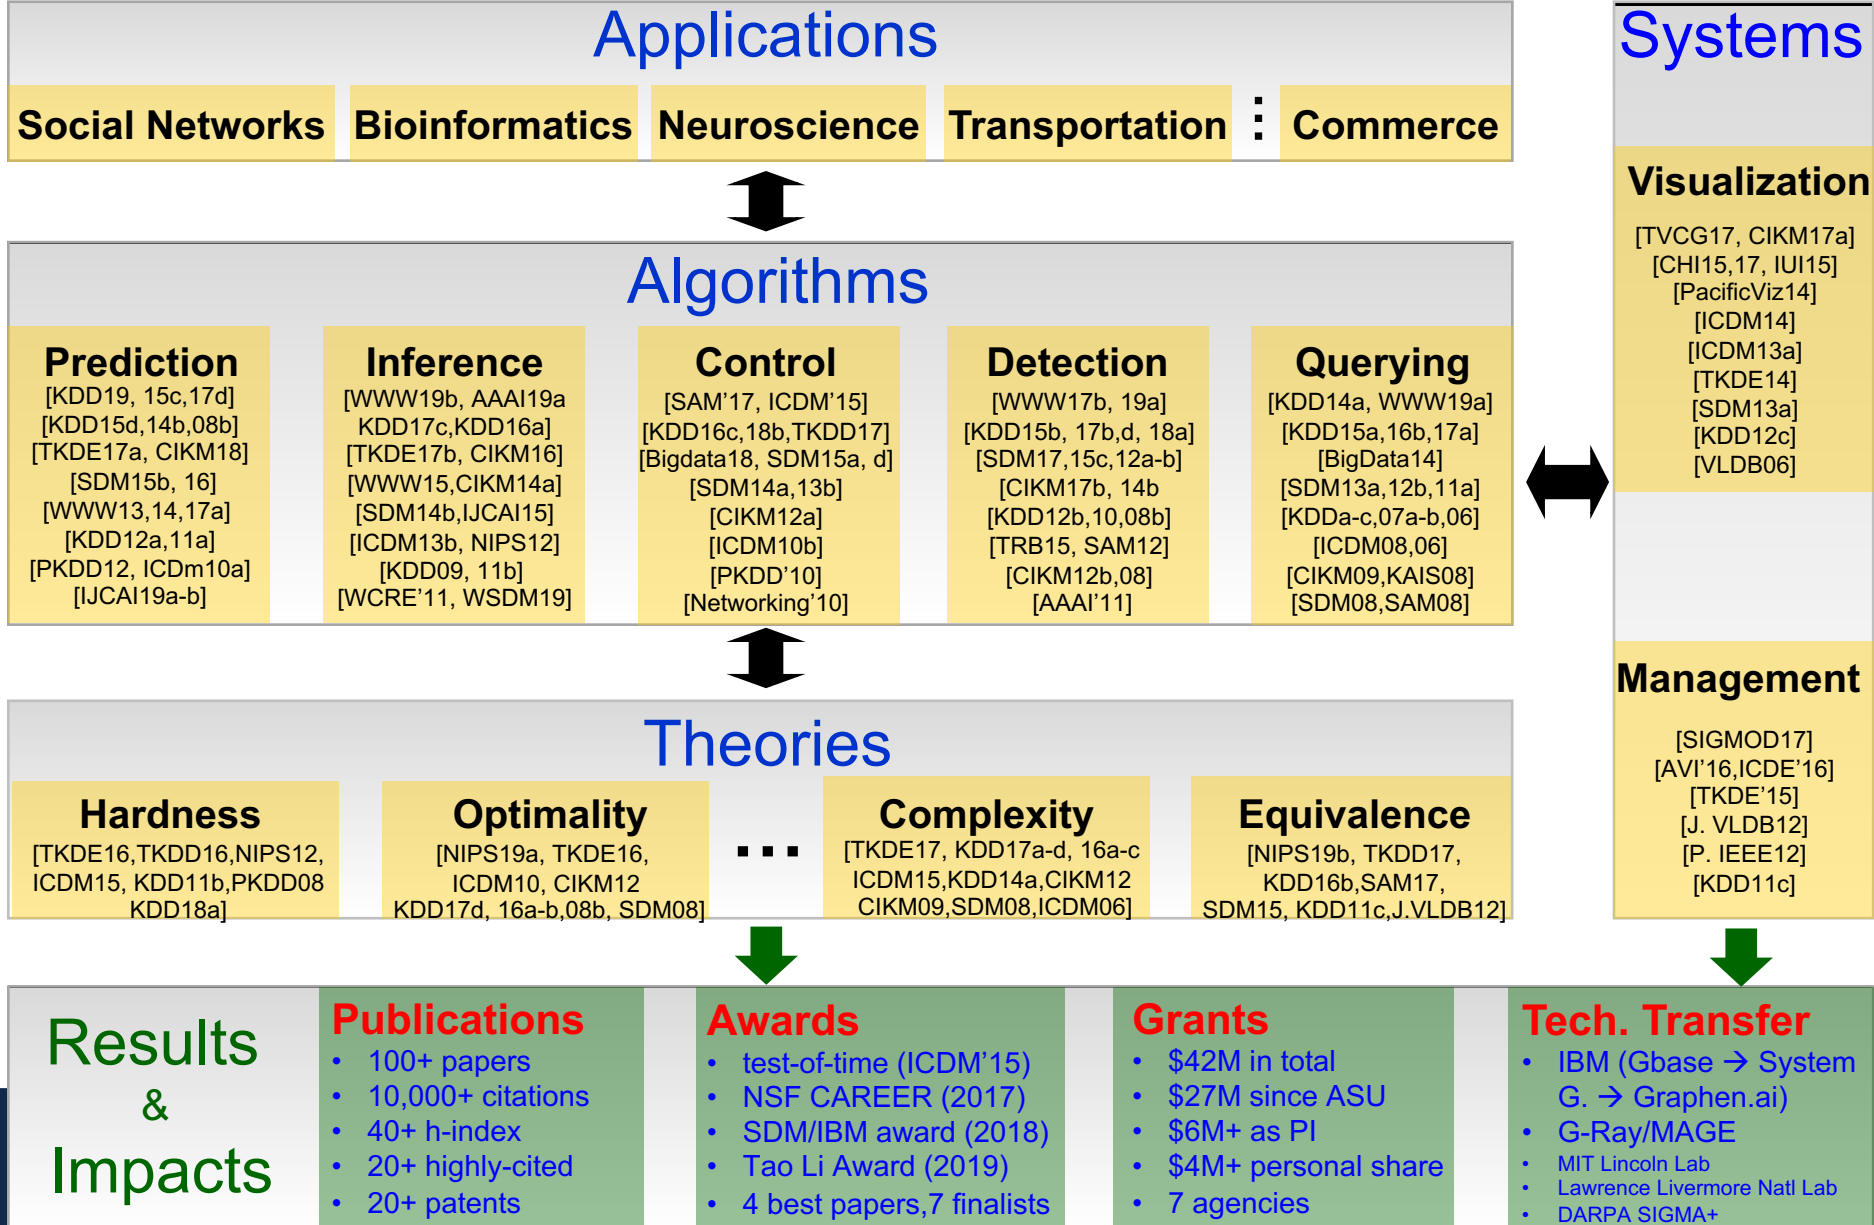 Applications
Social Networks
Bioinformatics
Neuroscience
Transportation
⋮
Commerce
Algorithms
Prediction
[KDD19, 15c,17d]
[KDD15d,14b,08b]
[TKDE17a, CIKM18]
[SDM15b, 16]
[WWW13,14,17a]
[KDD12a,11a]
[PKDD12, ICDm10a]
[IJCAI19a-b]
Inference
[WWW19b, AAAI19a
KDD17c,KDD16a]
[TKDE17b, CIKM16]
[WWW15,CIKM14a]
[SDM14b,IJCAI15]
[ICDM13b, NIPS12]
[KDD09, 11b]
[WCRE'11, WSDM19]
Control
[SAM'17, ICDM'15]
[KDD16c,18b,TKDD17]
[Bigdata18, SDM15a, d]
[SDM14a,13b]
[CIKM12a]
[ICDM10b]
[PKDD'10]
[Networking'10]
Detection
[WWW17b, 19a]
[KDD15b, 17b,d, 18a]
[SDM17,15c,12a-b]
[CIKM17b, 14b
[KDD12b,10,08b]
[TRB15, SAM12]
[CIKM12b,08]
[AAAI'11]
Querying
[KDD14a, WWW19a]
[KDD15a,16b,17a]
[BigData14]
[SDM13a,12b,11a]
[KDDa-c,07a-b,06]
[ICDM08,06]
[CIKM09,KAIS08]
[SDM08,SAM08]
Theories
Hardness
[TKDE16,TKDD16,NIPS12,
ICDM15, KDD11b,PKDD08
KDD18a]
Optimality
[NIPS19a, TKDE16,
ICDM10, CIKM12
KDD17d, 16a-b,08b, SDM08]
...
Complexity
[TKDE17, KDD17a-d, 16a-c
ICDM15,KDD14a,CIKM12
CIKM09,SDM08,ICDM06]
Equivalence
[NIPS19b, TKDD17,
KDD16b,SAM17,
SDM15, KDD11c,J.VLDB12]
Systems
Visualization
[TVCG17, CIKM17a]
[CHI15,17, IUI15]
[PacificViz14]
[ICDM14]
[ICDM13a]
[TKDE14]
[SDM13a]
[KDD12c]
[VLDB06]
Management
[SIGMOD17]
[AVI'16,ICDE'16]
[TKDE'15]
[J. VLDB12]
[P. IEEE12]
[KDD11c]
Results
&
Impacts
Publications
• 100+ papers
• 10,000+ citations
• 40+ h-index
• 20+ highly-cited
• 20+ patents
Awards
• test-of-time (ICDM'15)
• NSF CAREER (2017)
• SDM/IBM award (2018)
• Tao Li Award (2019)
• 4 best papers,7 finalists
Grants
• $42M in total
• $27M since ASU
• $6M+ as PI
• $4M+ personal share
• 7 agencies
Tech. Transfer
• IBM (Gbase → System
G. → Graphen.ai)
• G-Ray/MAGE
• MIT Lincoln Lab
• Lawrence Livermore Natl Lab
• DARPA SIGMA+